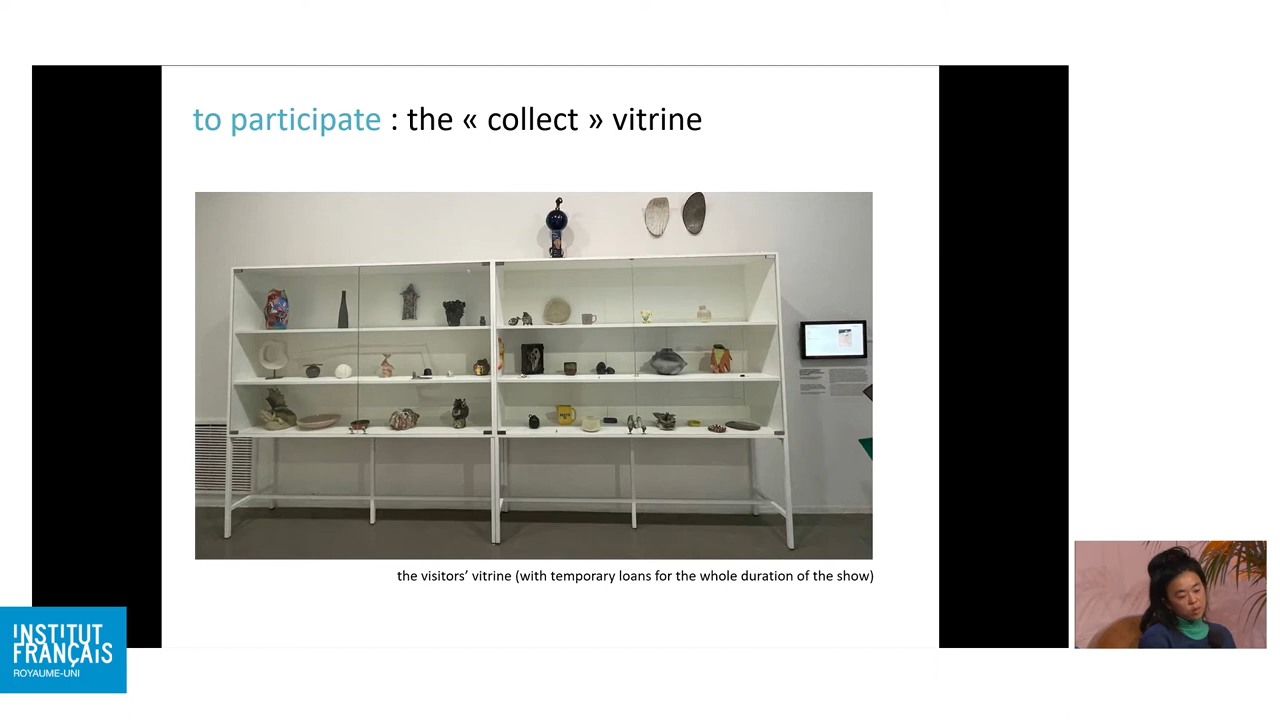 to participate : the « collect » vitrine
the visitors’ vitrine (with temporary loans for the whole duration of the show)
INSTITUT
FRANÇAIS
ROYAUME-UNI